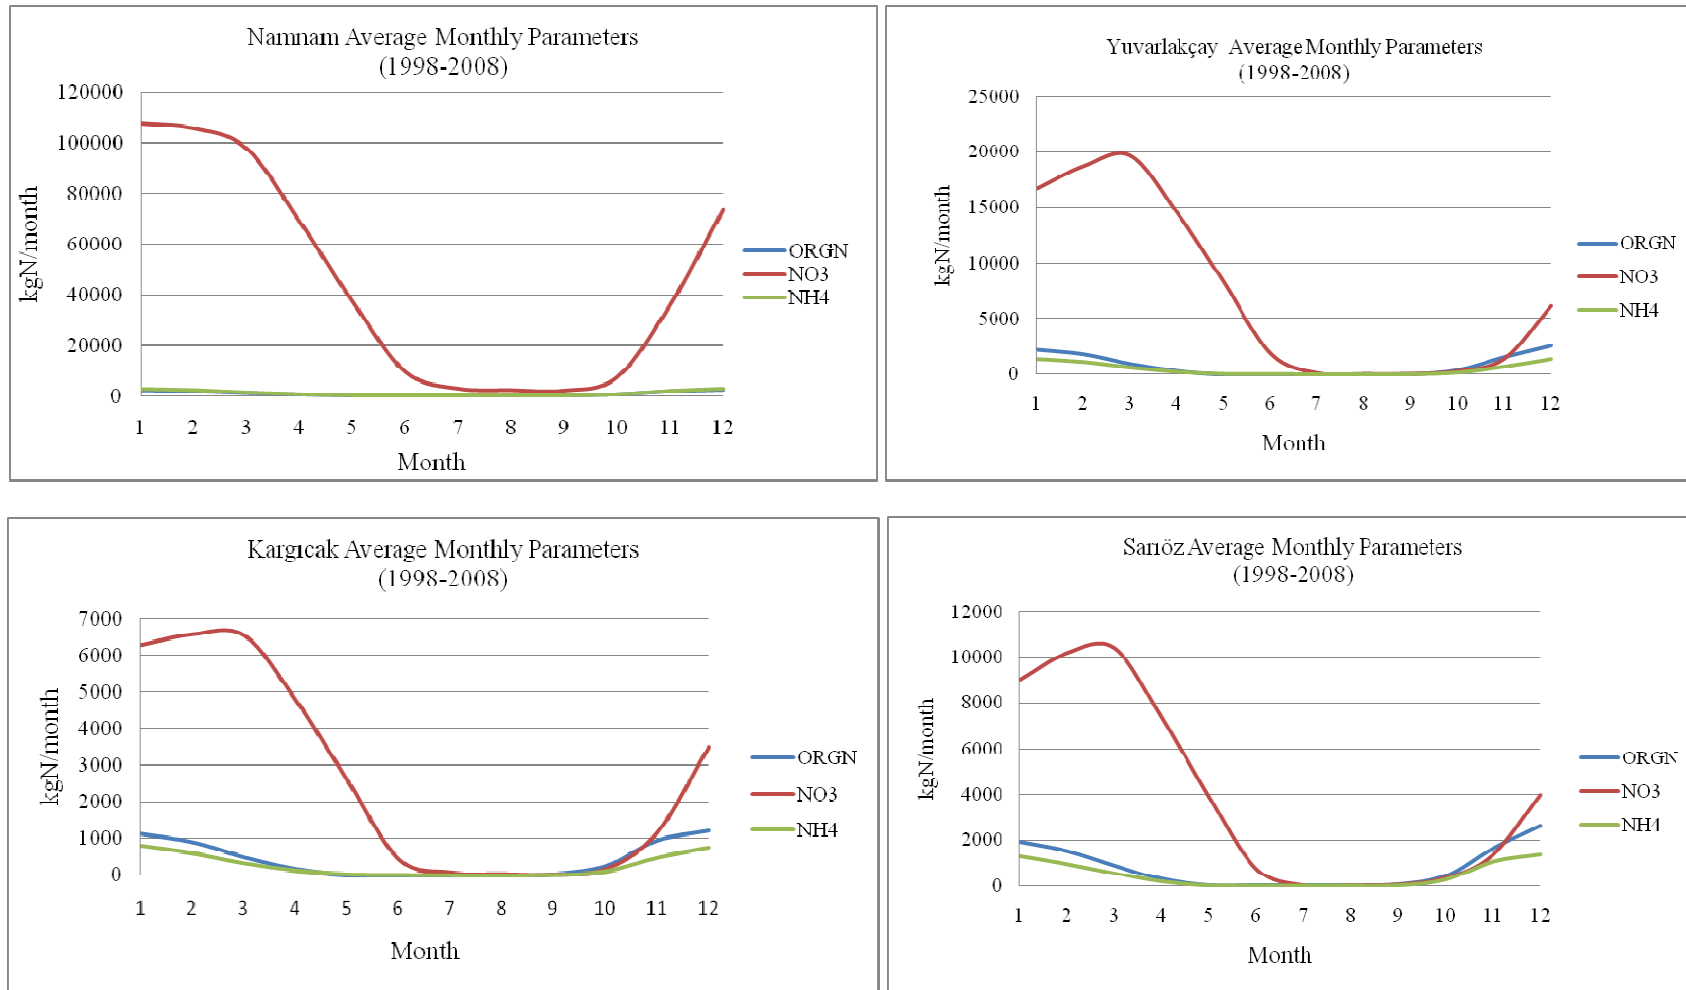 Namnam Average Monthly Parameters
(1998-2008)
120000
100000
80000
60000
40000
20000
0
kgN/month
1 2 3 4 5 6 7 8 9 10 11 12
Month
ORGN
NO3
NH4
Yuvarlakçay Average Monthly Parameters
(1998-2008)
25000
20000
15000
10000
5000
0
kgN/month
1 2 3 4 5 6 7 8 9 10 11 12
Month
ORGN
NO3
NH4
Kargıcak Average Monthly Parameters
(1998-2008)
7000
6000
5000
4000
3000
2000
1000
0
kgN/month
1 2 3 4 5 6 7 8 9 10 11 12
Month
ORGN
NO3
NH4
Sarıöz Average Monthly Parameters
(1998-2008)
12000
10000
8000
6000
4000
2000
0
kgN/month
1 2 3 4 5 6 7 8 9 10 11 12
Month
ORGN
NO3
NH4